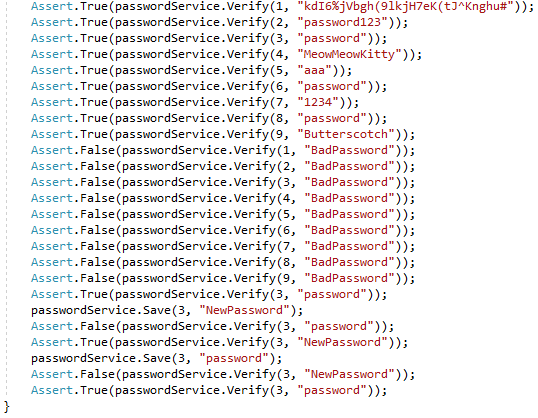 Assert.True(passwordService.Verify(1, "kdI6%jVbgh(9lkjH7eK(tJ^Knghu#"));
Assert.True(passwordService.Verify(2, "password123"));
Assert.True(passwordService.Verify(3, "password"));
Assert.True(passwordService.Verify(4, "MeowMeowKitty"));
Assert.True(passwordService.Verify(5, "aaa"));
Assert.True(passwordService.Verify(6, "password"));
Assert.True(passwordService.Verify(7, "1234"));
Assert.True(passwordService.Verify(8, "password"));
Assert.True(passwordService.Verify(9, "Butterscotch"));
Assert.False(passwordService.Verify(1, "BadPassword"));
Assert.False(passwordService.Verify(2, "BadPassword"));
Assert.False(passwordService.Verify(3, "BadPassword"));
Assert.False(passwordService.Verify(4, "BadPassword"));
Assert.False(passwordService.Verify(5, "BadPassword"));
Assert.False(passwordService.Verify(6, "BadPassword"));
Assert.False(passwordService.Verify(7, "BadPassword"));
Assert.False(passwordService.Verify(8, "BadPassword"));
Assert.False(passwordService.Verify(9, "BadPassword"));
Assert.True(passwordService.Verify(3, "password"));
passwordService.Save(3, "NewPassword");
Assert.False(passwordService.Verify(3, "password"));
Assert.True(passwordService.Verify(3, "NewPassword"));
passwordService.Save(3, "password");
Assert.False(passwordService.Verify(3, "NewPassword"));
Assert.True(passwordService.Verify(3, "password"));
}